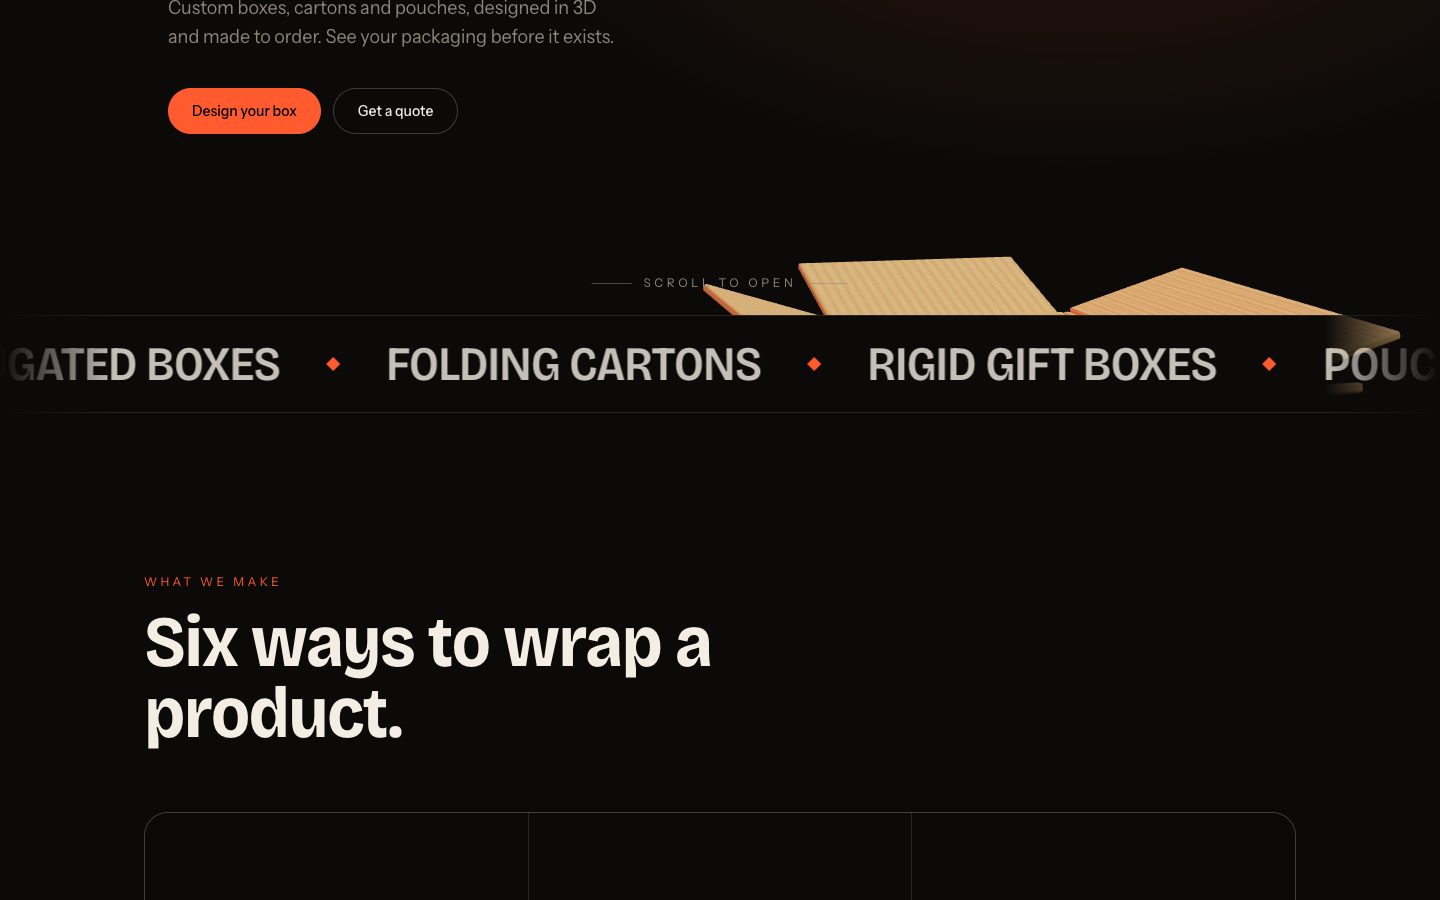 Custom boxes, cartons and pouches, designed in 3D
and made to order. See your packaging before it exists.
Design your box
Get a quote
SCROLL TO OPEN
GATED BOXES ◆ FOLDING CARTONS ◆ RIGID GIFT BOXES ◆ POUC
WHAT WE MAKE
Six ways to wrap a
product.